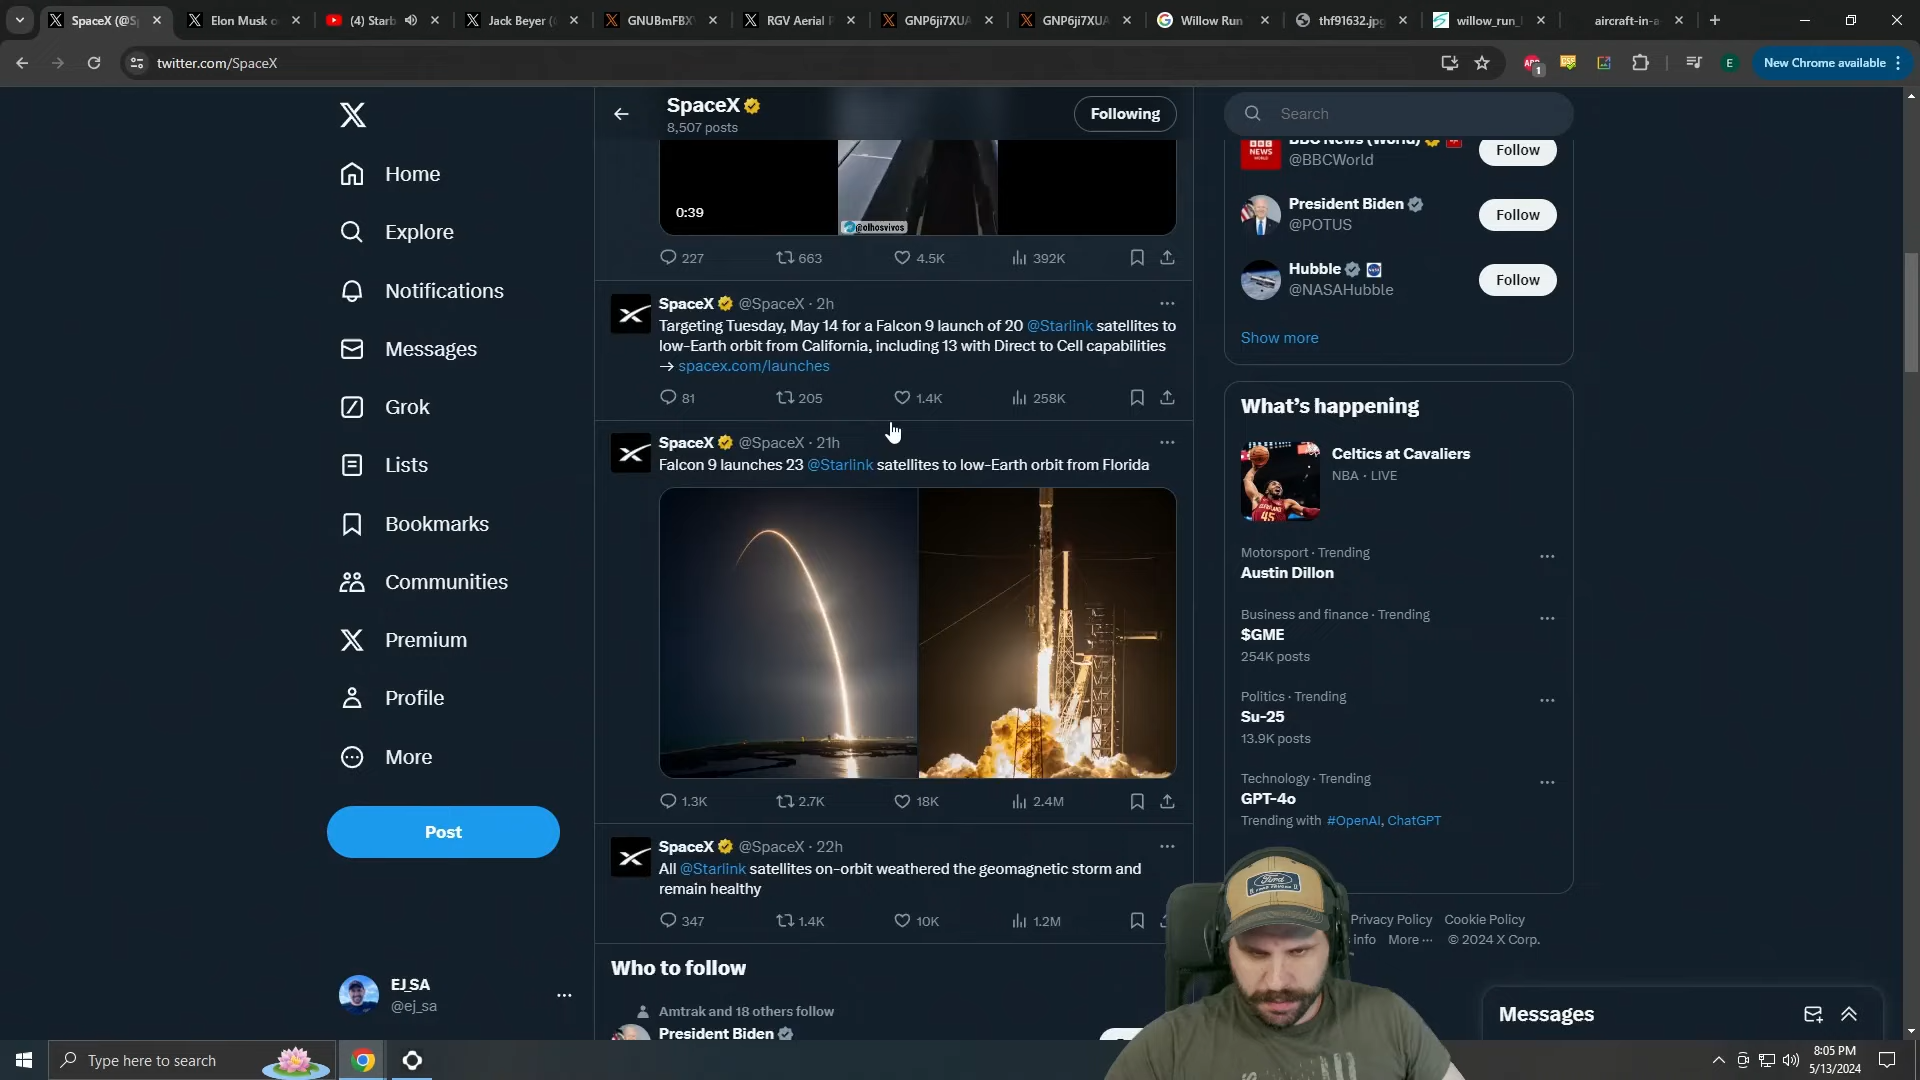 SpaceX (@S
Elon Musk o
(4) Starb
Jack Beyer (
GNUBmFBX
RGV Aerial P
GNP6ji7XUA
GNP6ji7XUA
Willow Run
thf91632.jp
willow_run_
aircraft-in-a
twitter.com/SpaceX
1
E
New Chrome available
Home
Explore
Notifications
Messages
Grok
Lists
Bookmarks
Communities
Premium
Profile
More
Post
EJ_SA
@ej_sa
SpaceX
8,507 posts
Following
0:39
@olhosvivos
227 663 4.5K 392K
SpaceX @SpaceX · 2h
Targeting Tuesday, May 14 for a Falcon 9 launch of 20 @Starlink satellites to
low-Earth orbit from California, including 13 with Direct to Cell capabilities
→ spacex.com/launches
81 205 1.4K 258K
SpaceX @SpaceX · 21h
Falcon 9 launches 23 @Starlink satellites to low-Earth orbit from Florida
1.3K 2.7K 18K 2.4M
SpaceX @SpaceX · 22h
All @Starlink satellites on-orbit weathered the geomagnetic storm and
remain healthy
347 1.4K 10K 1.2M
Who to follow
Amtrak and 18 others follow
President Biden
Search
BBC NEWS
BBC News (World)
@BBCWorld
Follow
President Biden
@POTUS
Follow
Hubble
@NASAHubble
Follow
Show more
What's happening
Celtics at Cavaliers
NBA · LIVE
Motorsport · Trending
Austin Dillon
Business and finance · Trending
$GME
254K posts
Politics · Trending
Su-25
13.9K posts
Technology · Trending
GPT-4o
Trending with #OpenAI, ChatGPT
Privacy Policy Cookie Policy
info More ··· © 2024 X Corp.
Ford
Messages
Type here to search
8:05 PM
5/13/2024